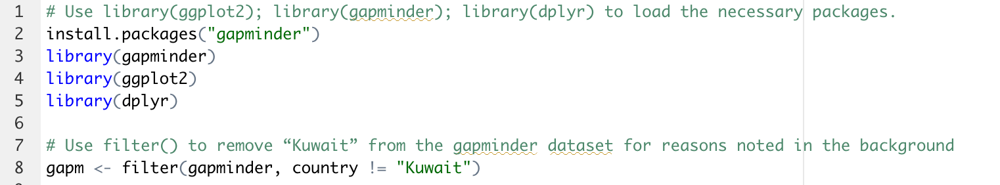 1 # Use library(ggplot2); library(gapminder); library(dplyr) to load the necessary packages.
2 install.packages("gapminder")
3 library(gapminder)
4 library(ggplot2)
5 library(dplyr)
6
7 # Use filter() to remove “Kuwait” from the gapminder dataset for reasons noted in the background
8 gapm <- filter(gapminder, country != "Kuwait")